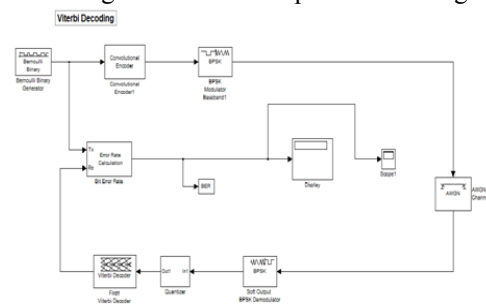 Viterbi Decoding
Bernoulli
Binary
Bernoulli Binary
Generator
Convolutional
Encoder
Convolutional
Encoder1
BPSK
BPSK
Modulator
Baseband1
Tx
Rx
Error Rate
Calculation
Bit Error Rate
BER
Display
Scope1
AWGN
AWGN
Channel
Viterbi Decoder
Viterbi Decoder
Out1
In1
Quantizer
BPSK
Soft Output
BPSK Demodulator